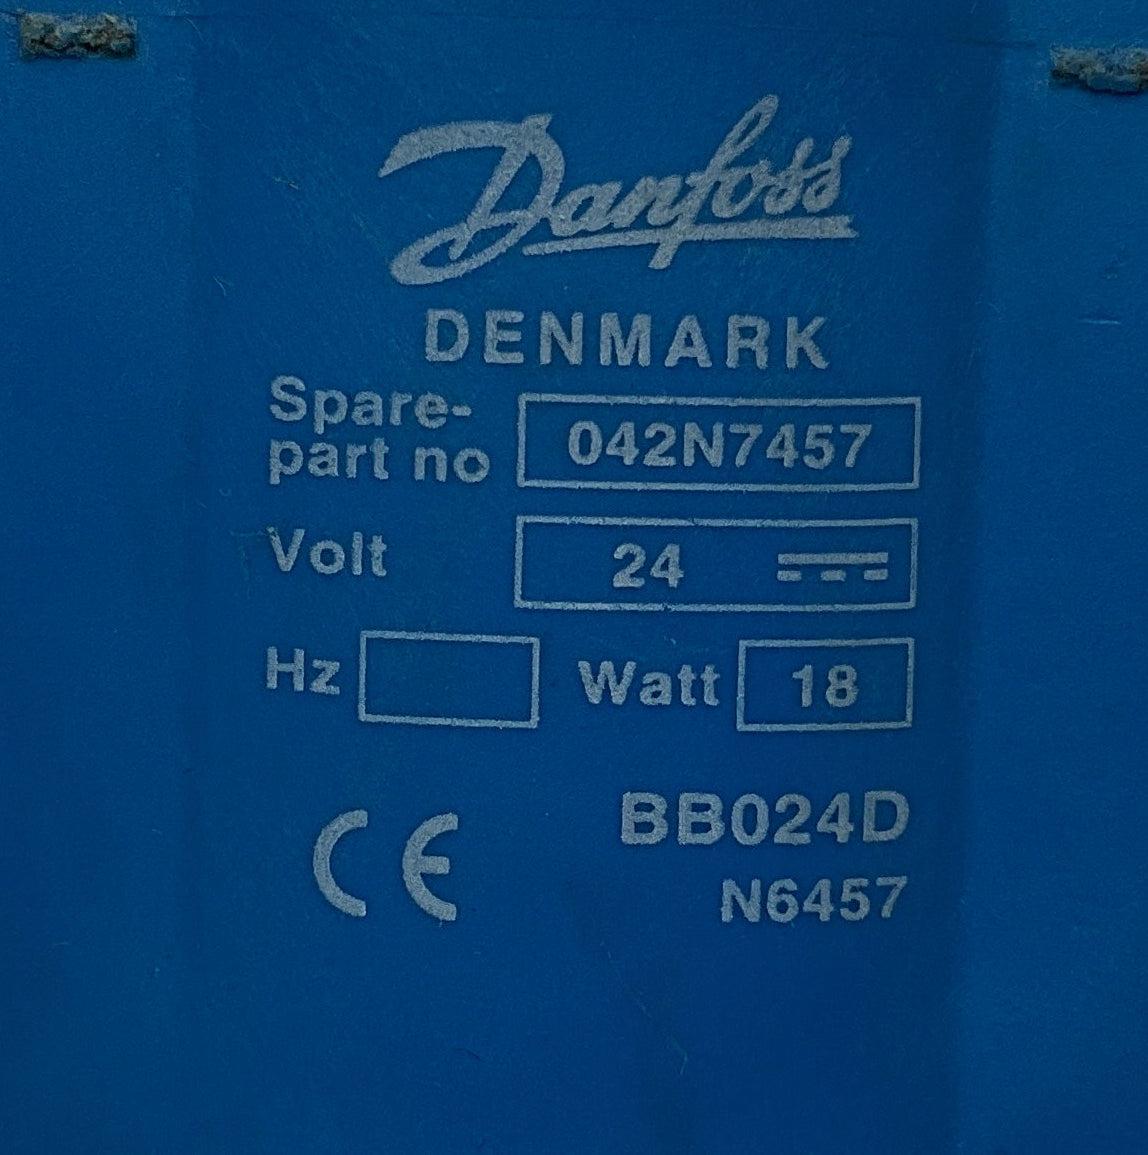 Danfoss
DENMARK
Spare-
part no 042N7457
Volt 24
Hz Watt 18
CE BB024D
N6457